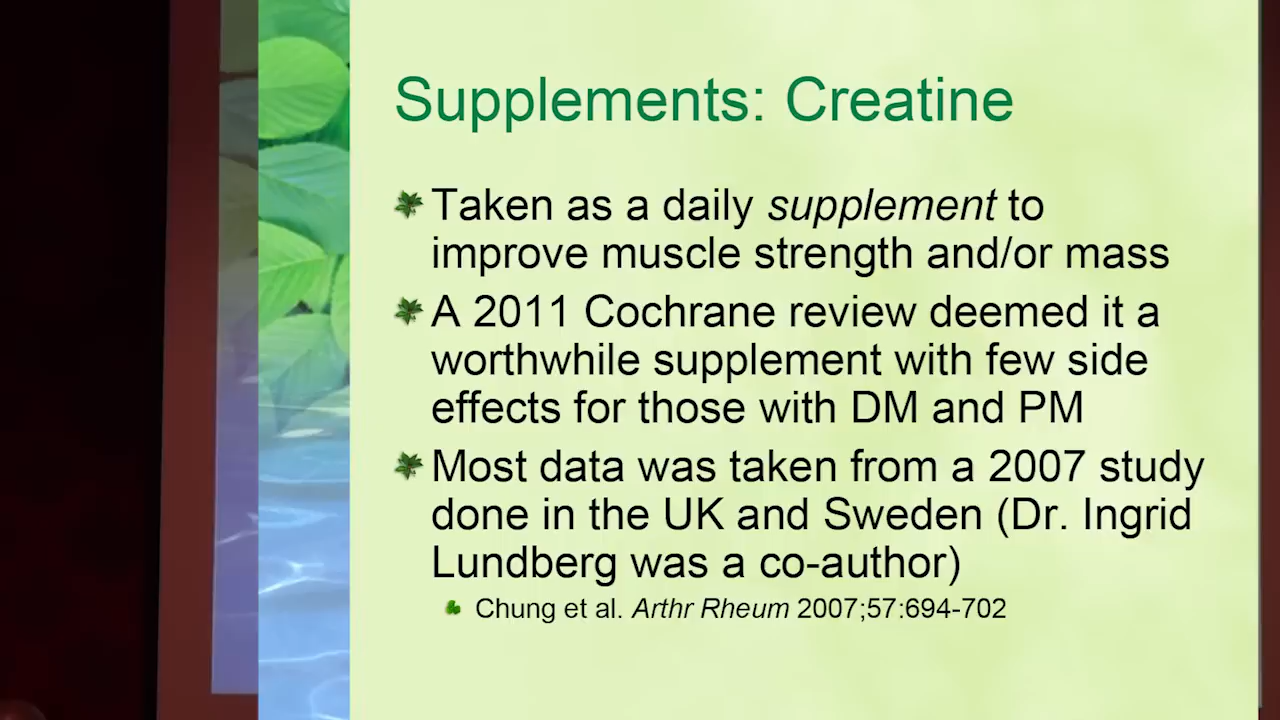 Supplements: Creatine
Taken as a daily supplement to
improve muscle strength and/or mass
A 2011 Cochrane review deemed it a
worthwhile supplement with few side
effects for those with DM and PM
Most data was taken from a 2007 study
done in the UK and Sweden (Dr. Ingrid
Lundberg was a co-author)
Chung et al. Arthr Rheum 2007;57:694-702